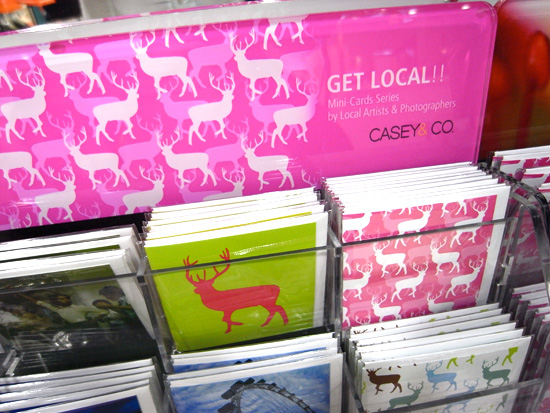 GET LOCAL!!
Mini-Cards Series
by Local Artists & Photographers
CASEY& CO.